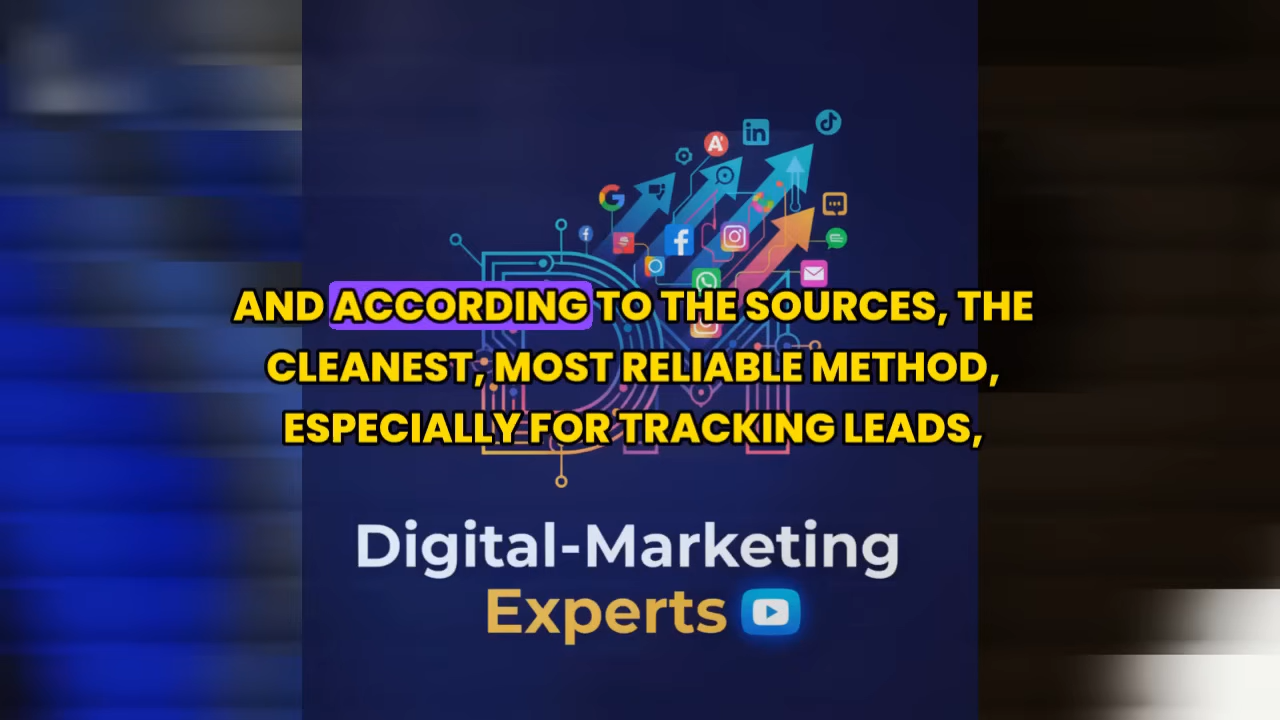 AND ACCORDING TO THE SOURCES, THE
CLEANEST, MOST RELIABLE METHOD,
ESPECIALLY FOR TRACKING LEADS,
Digital-Marketing
Experts